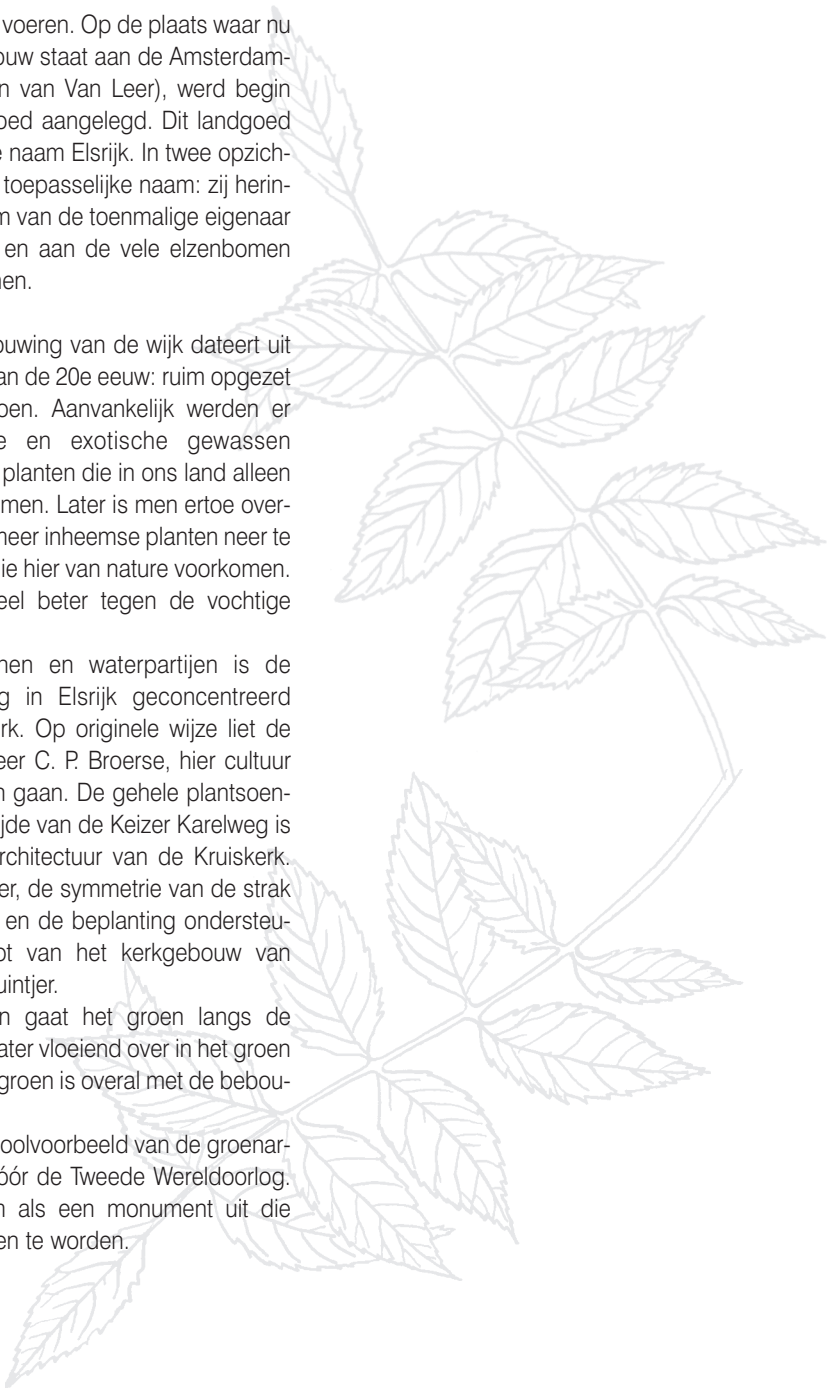 voeren. Op de plaats waar nu
ouw staat aan de Amsterdam-
n van Van Leer), werd begin
oed aangelegd. Dit landgoed
e naam Elsrijk. In twee opzich-
toepasselijke naam: zij herin-
m van de toenmalige eigenaar
en aan de vele elzenbomen
nen.
ouwing van de wijk dateert uit
an de 20e eeuw: ruim opgezet
oen. Aanvankelijk werden er
e en exotische gewassen
planten die in ons land alleen
men. Later is men ertoe over-
meer inheemse planten neer te
ie hier van nature voorkomen.
eel beter tegen de vochtige
nen en waterpartijen is de
g in Elsrijk geconcentreerd
rk. Op originele wijze liet de
eer C. P. Broerse, hier cultuur
n gaan. De gehele plantsoen-
jde van de Keizer Karelweg is
rchitectuur van de Kruiskerk.
er, de symmetrie van de strak
en de beplanting ondersteu-
ot van het kerkgebouw van
uintjer.
n gaat het groen langs de
ater vloeiend over in het groen
groen is overal met de bebou-
oolvoorbeeld van de groenar-
óór de Tweede Wereldoorlog.
n als een monument uit die
en te worden.